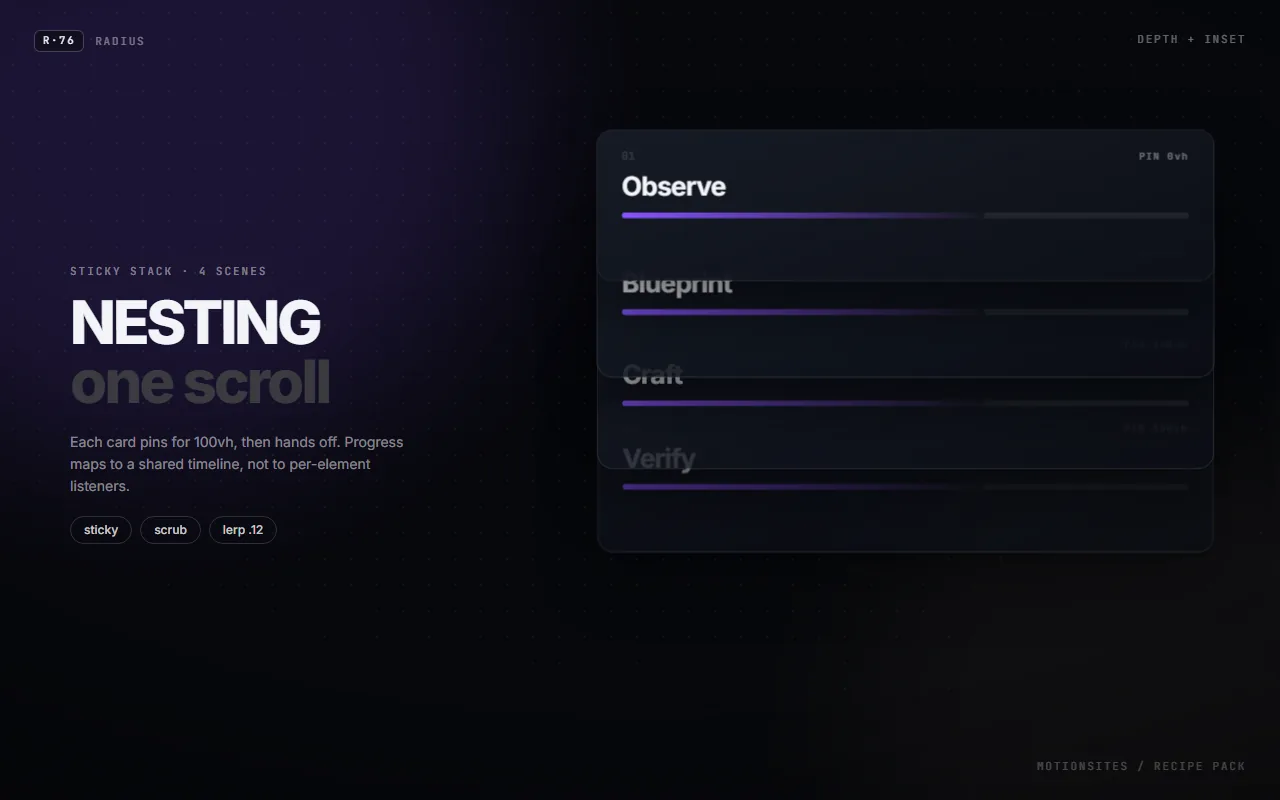 R·76 RADIUS
DEPTH + INSET
01
PIN 0vh
Observe
Blueprint
Craft
Verify
STICKY STACK · 4 SCENES
NESTING
one scroll
Each card pins for 100vh, then hands off. Progress
maps to a shared timeline, not to per-element
listeners.
sticky
scrub
lerp .12
MOTIONSITES / RECIPE PACK